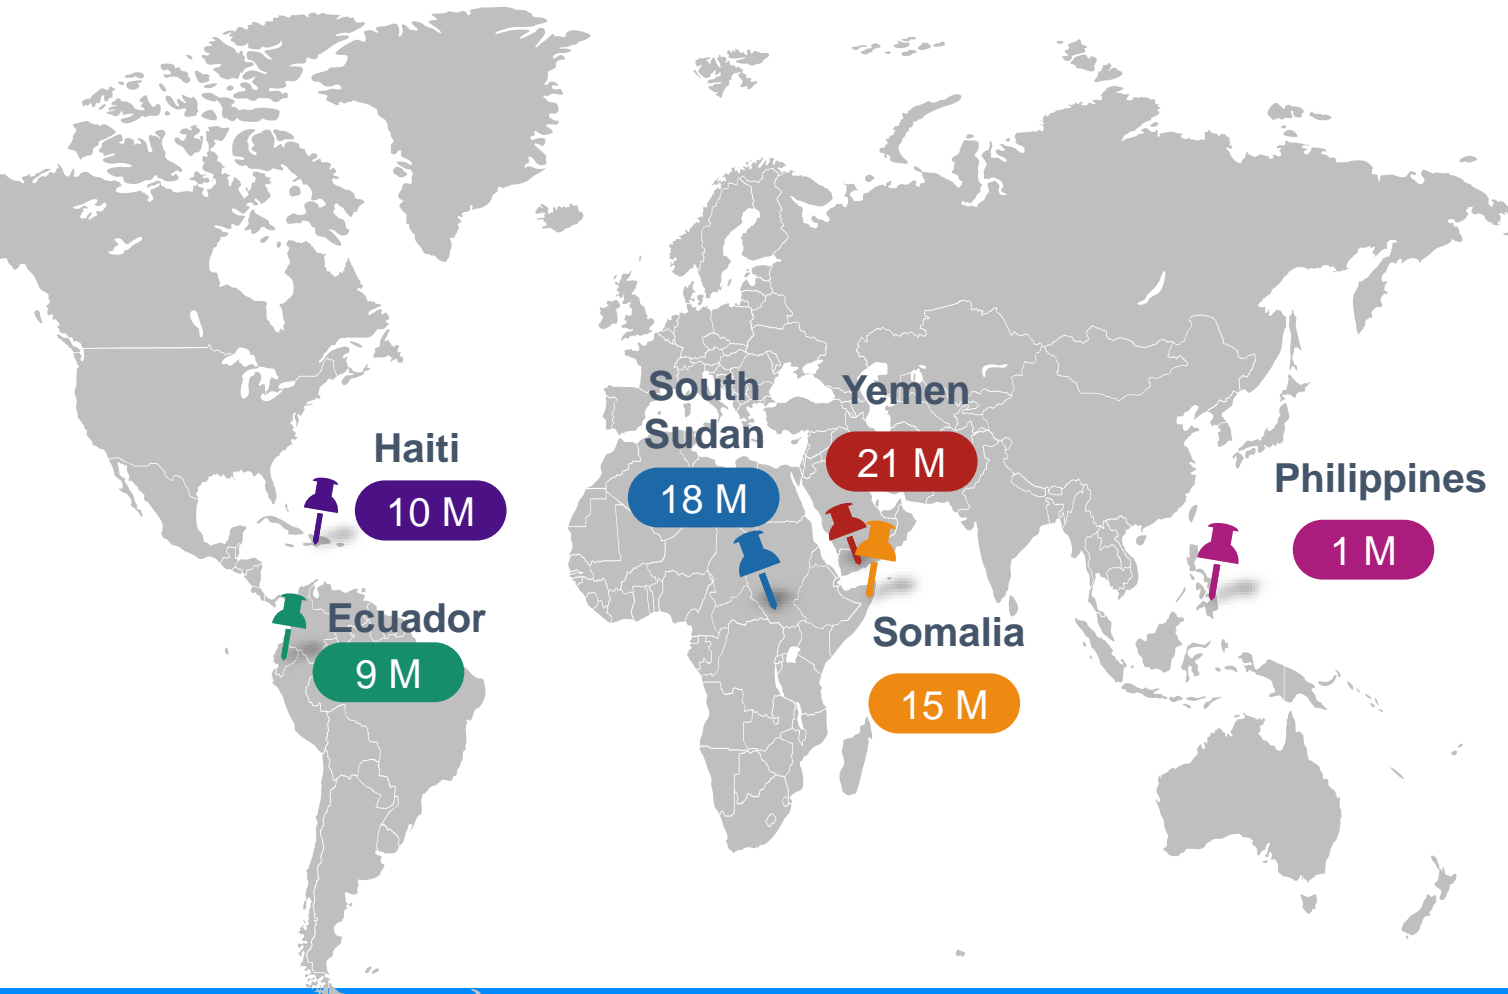 South
Sudan
18 M
Yemen
21 M
Haiti
10 M
Philippines
1 M
Ecuador
9 M
Somalia
15 M